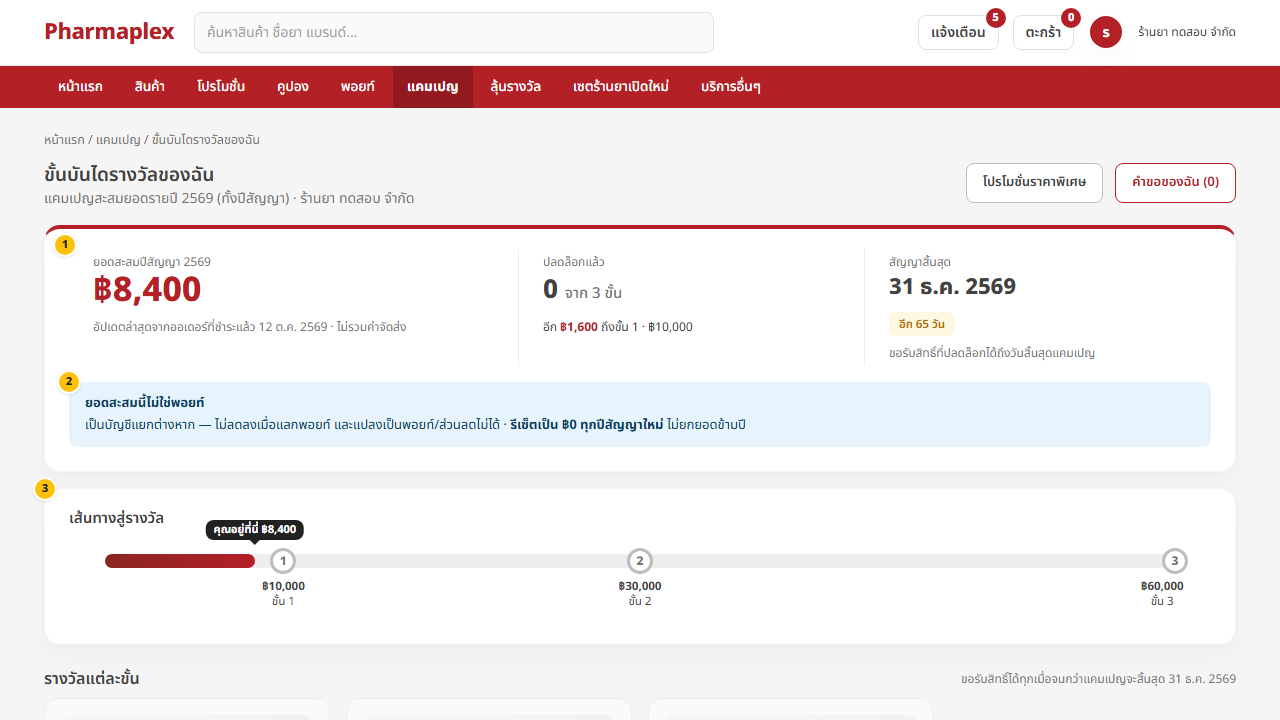 Pharmaplex
ค้นหาสินค้า ชื่อยา แบรนด์...
แจ้งเตือน 5
ตะกร้า 0
ร
ร้านยา ทดสอบ จำกัด
หน้าแรก สินค้า โปรโมชั่น คูปอง พอยท์ แคมเปญ ลุ้นรางวัล เซตร้านยาเปิดใหม่ บริการอื่นๆ
หน้าแรก / แคมเปญ / ขั้นบันไดรางวัลของฉัน
ขั้นบันไดรางวัลของฉัน
แคมเปญสะสมยอดรายปี 2569 (ทั้งปีสัญญา) · ร้านยา ทดสอบ จำกัด
โปรโมชั่นราคาพิเศษ
คำขอของฉัน (0)
1
ยอดสะสมปีสัญญา 2569
฿8,400
อัปเดตล่าสุดจากออเดอร์ที่ชำระแล้ว 12 ต.ค. 2569 · ไม่รวมค่าจัดส่ง
ปลดล็อกแล้ว
0 จาก 3 ขั้น
อีก ฿1,600 ถึงขั้น 1 · ฿10,000
สัญญาสิ้นสุด
31 ธ.ค. 2569
อีก 65 วัน
ขอรับสิทธิ์ที่ปลดล็อกได้ถึงวันสิ้นสุดแคมเปญ
2
ยอดสะสมนี้ไม่ใช่พอยท์
เป็นบัญชีแยกต่างหาก — ไม่ลดลงเมื่อแลกพอยท์ และแปลงเป็นพอยท์/ส่วนลดไม่ได้ · รีเซ็ตเป็น ฿0 ทุกปีสัญญาใหม่ ไม่ยกยอดข้ามปี
3
เส้นทางสู่รางวัล
คุณอยู่ที่นี่ ฿8,400
1 2 3
฿10,000 ฿30,000 ฿60,000
ขั้น 1 ขั้น 2 ขั้น 3
รางวัลแต่ละขั้น
ขอรับสิทธิ์ได้ทุกเมื่อจนกว่าแคมเปญจะสิ้นสุด 31 ธ.ค. 2569